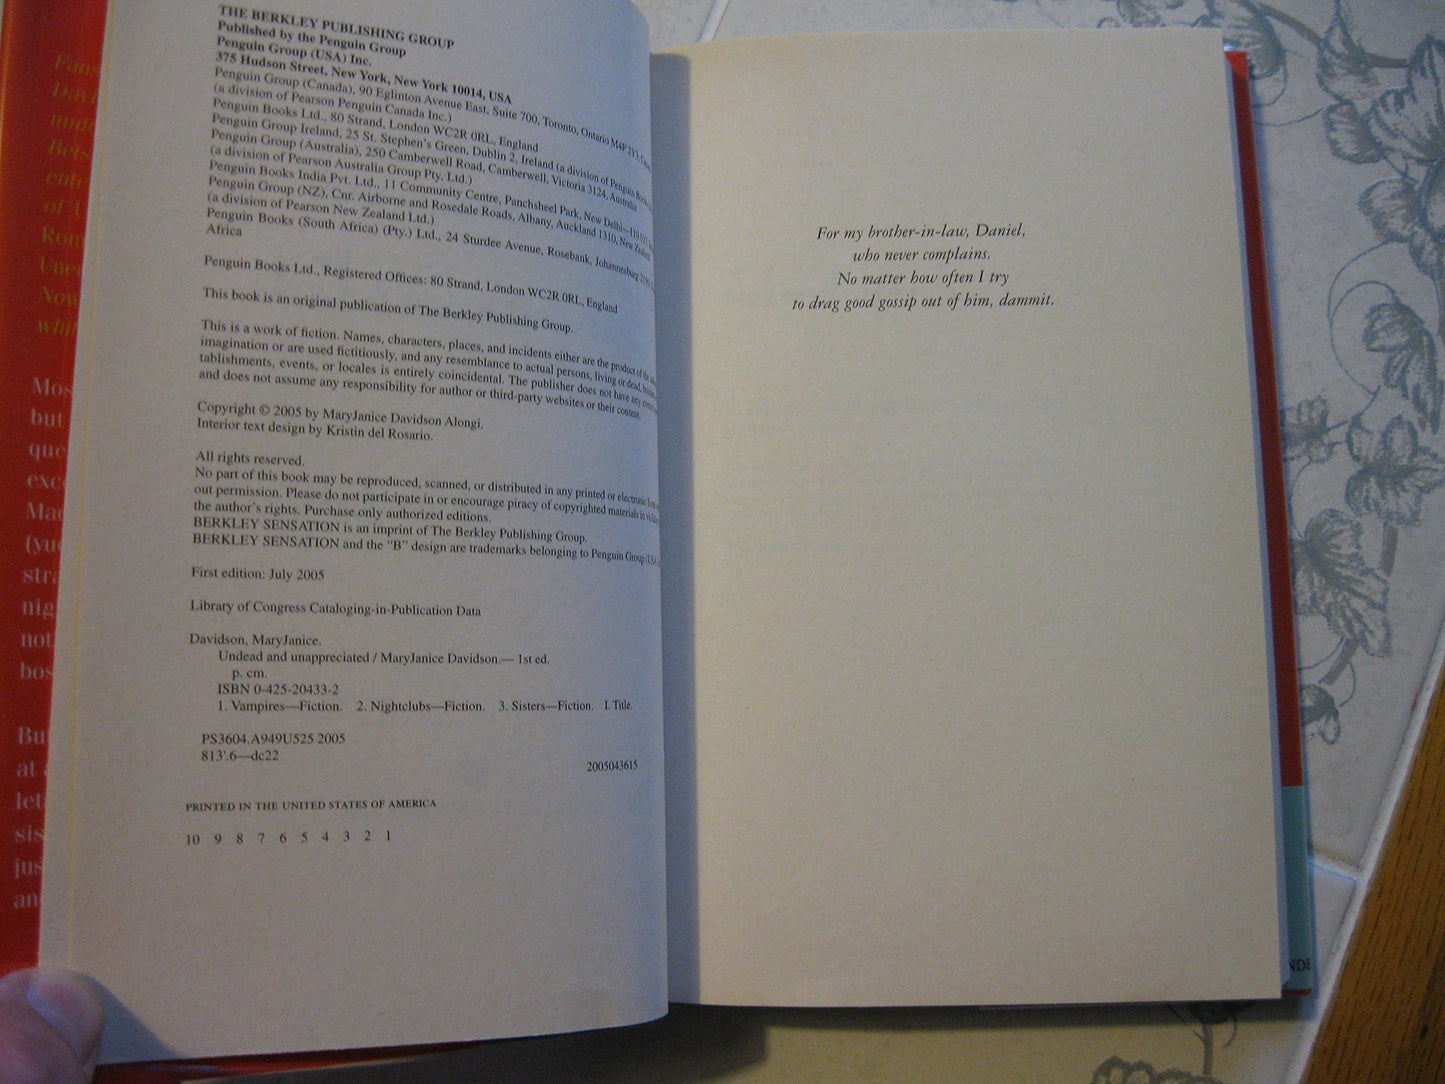 THE BERKLEY PUBLISHING GROUP
Published by the Penguin Group
Penguin Group (USA) Inc.
375 Hudson Street, New York, New York 10014, USA
Penguin Group (Canada), 90 Eglinton Avenue East, Suite 700, Toronto, Ontario M4P 2Y3, Canada
(a division of Pearson Penguin Canada Inc.)
Penguin Books Ltd., 80 Strand, London WC2R 0RL, England
Penguin Group Ireland, 25 St. Stephen's Green, Dublin 2, Ireland (a division of Penguin Books
Penguin Group (Australia), 250 Camberwell Road, Camberwell, Victoria 3124, Australia
(a division of Pearson Australia Group Pty. Ltd.)
Penguin Books India Pvt. Ltd., 11 Community Centre, Panchsheel Park, New Delhi—110
Penguin Group (NZ), Cnr. Airborne and Rosedale Roads, Albany, Auckland 1310, New Zealand
(a division of Pearson New Zealand Ltd.)
Penguin Books (South Africa) (Pty.) Ltd., 24 Sturdee Avenue, Rosebank, Johannesburg
Africa
Penguin Books Ltd., Registered Offices: 80 Strand, London WC2R 0RL, England
This book is an original publication of The Berkley Publishing Group.
This is a work of fiction. Names, characters, places, and incidents either are the product of the
imagination or are used fictitiously, and any resemblance to actual persons, living or dead,
tablishments, events, or locales is entirely coincidental. The publisher does not have any
and does not assume any responsibility for author or third-party websites or their content.
Copyright © 2005 by MaryJanice Davidson Alongi.
Interior text design by Kristin del Rosario.
All rights reserved.
No part of this book may be reproduced, scanned, or distributed in any printed or electronic form
out permission. Please do not participate in or encourage piracy of copyrighted materials in
the author's rights. Purchase only authorized editions.
BERKLEY SENSATION is an imprint of The Berkley Publishing Group.
BERKLEY SENSATION and the "B" design are trademarks belonging to Penguin Group (USA)
First edition: July 2005
Library of Congress Cataloging-in-Publication Data
Davidson, MaryJanice.
Undead and unappreciated / MaryJanice Davidson.— 1st ed.
p. cm.
ISBN 0-425-20433-2
1. Vampires—Fiction. 2. Nightclubs—Fiction. 3. Sisters—Fiction. I. Title.
PS3604.A949U525 2005
813'.6—dc22
2005043615
PRINTED IN THE UNITED STATES OF AMERICA
10 9 8 7 6 5 4 3 2 1
For my brother-in-law, Daniel,
who never complains.
No matter how often I try
to drag good gossip out of him, dammit.